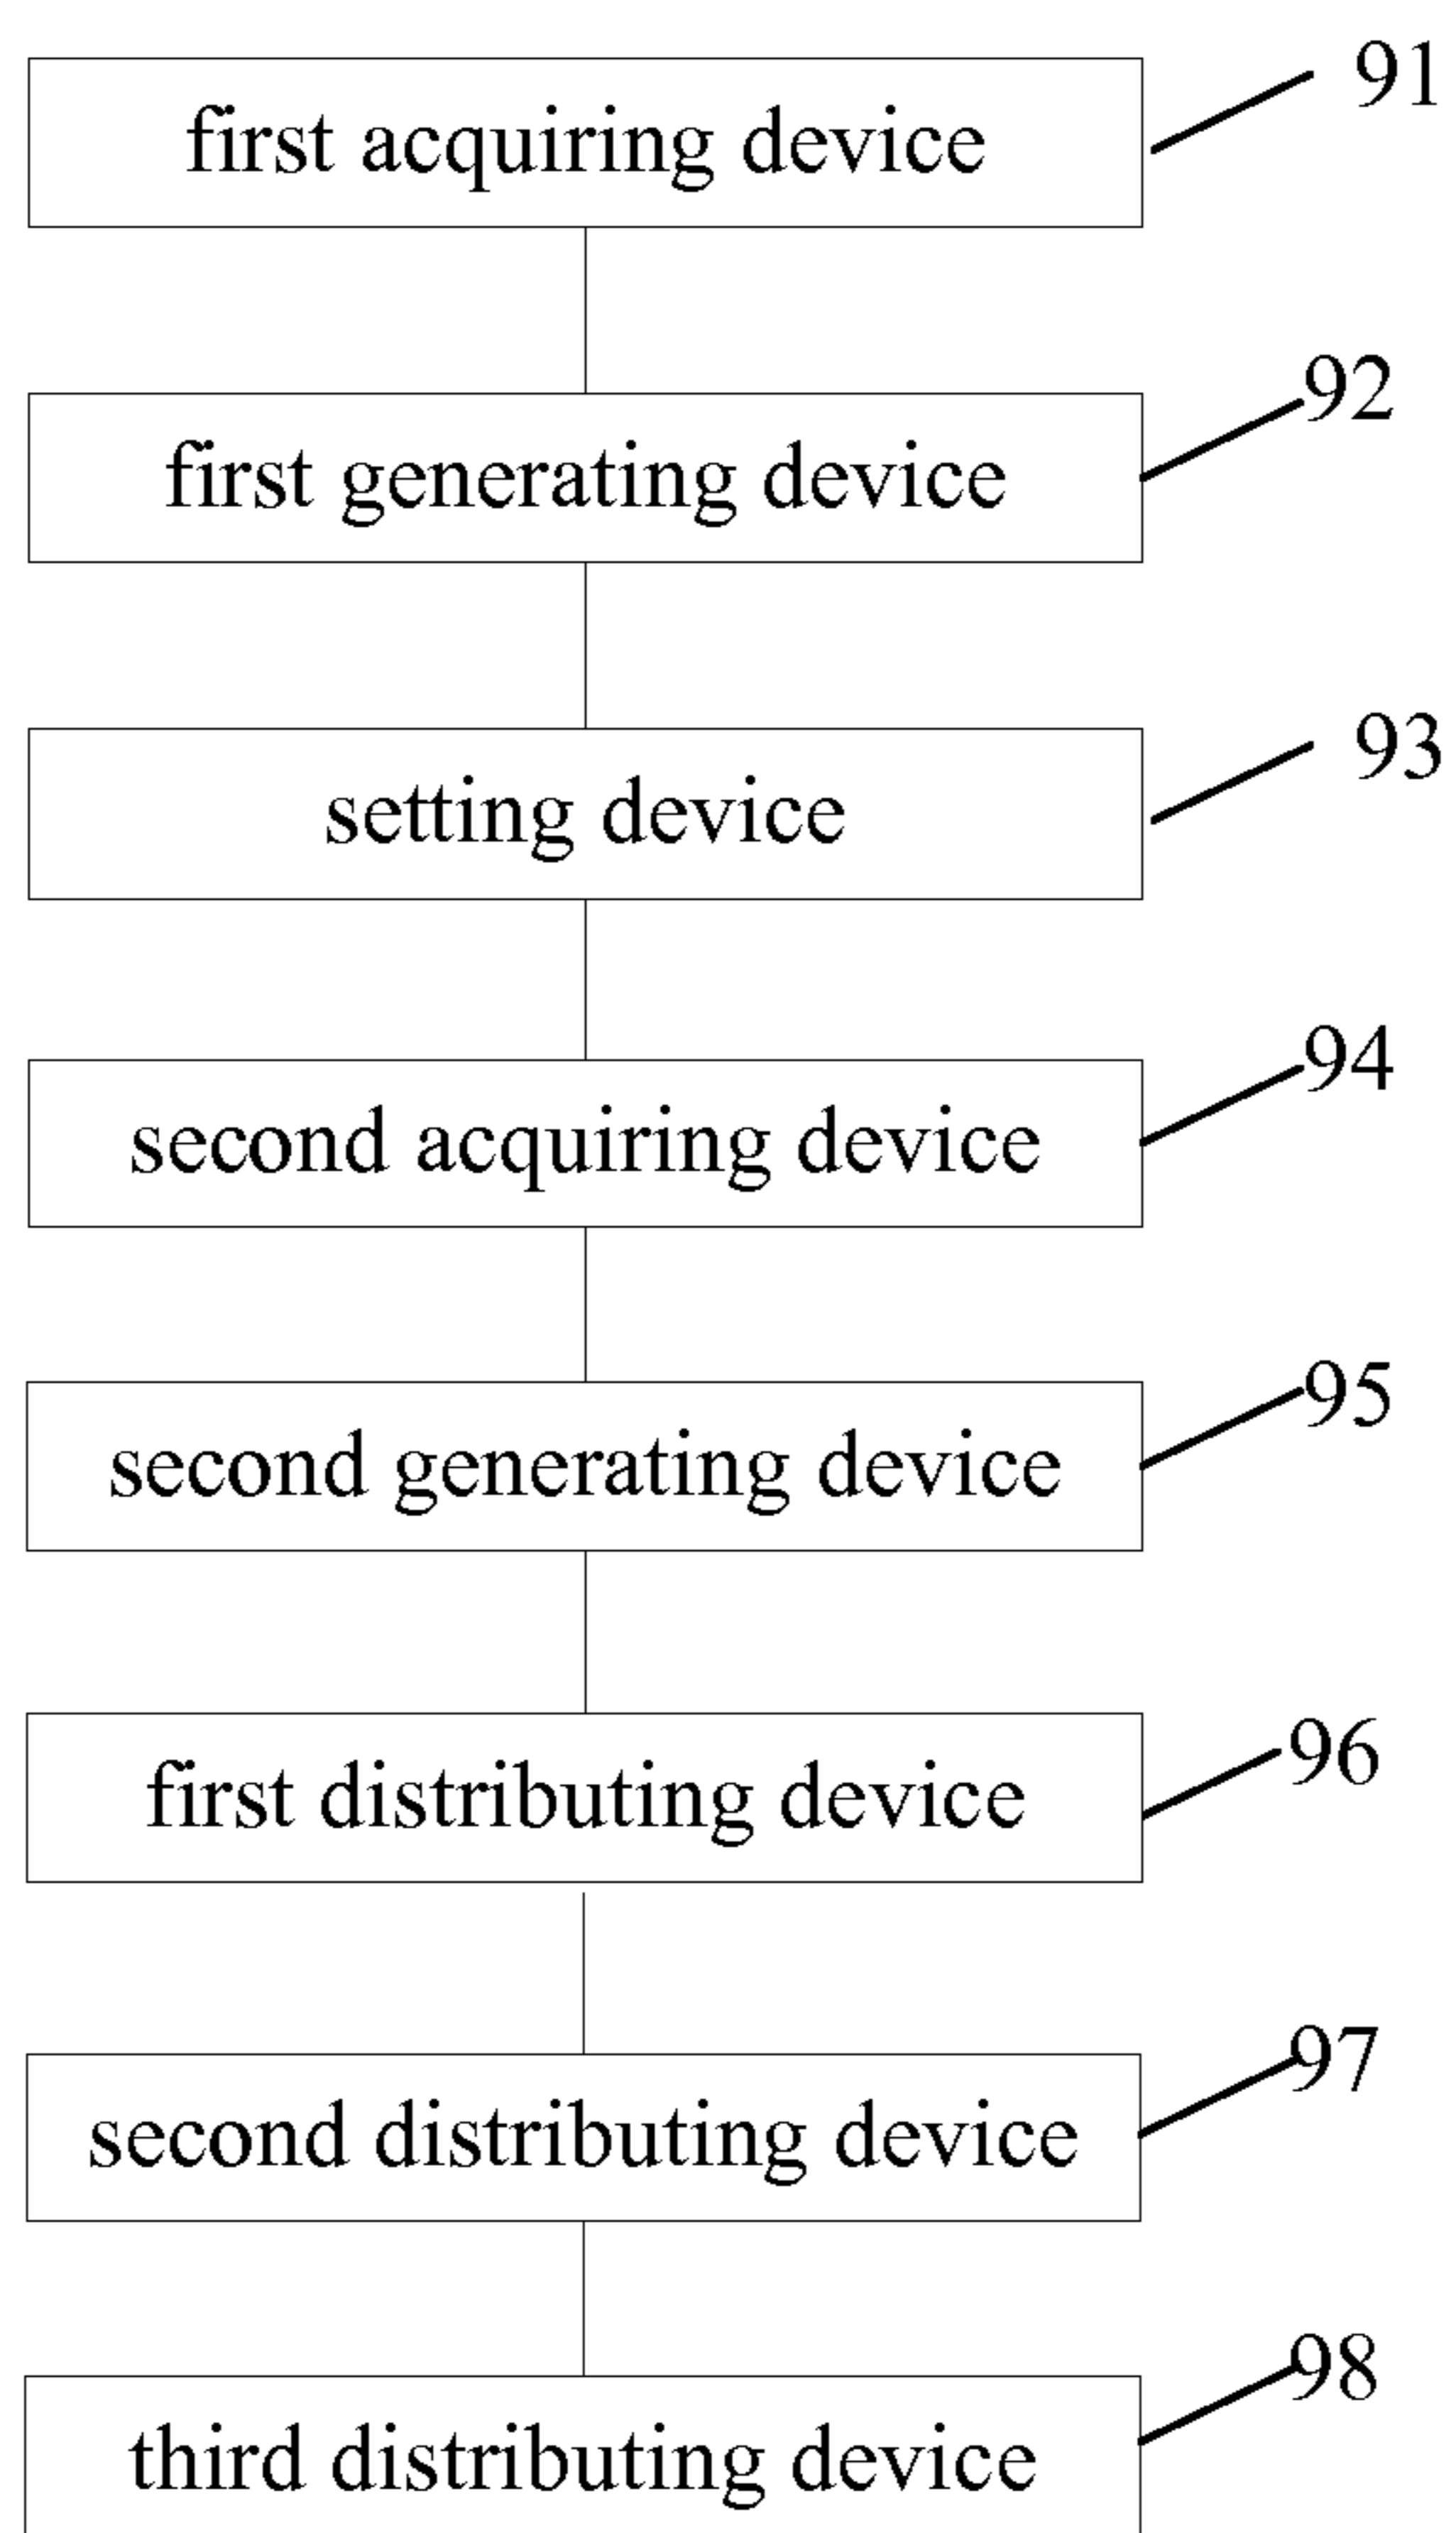 first acquiring device 91
first generating device 92
setting device 93
second acquiring device 94
second generating device 95
first distributing device 96
second distributing device 97
third distributing device 98